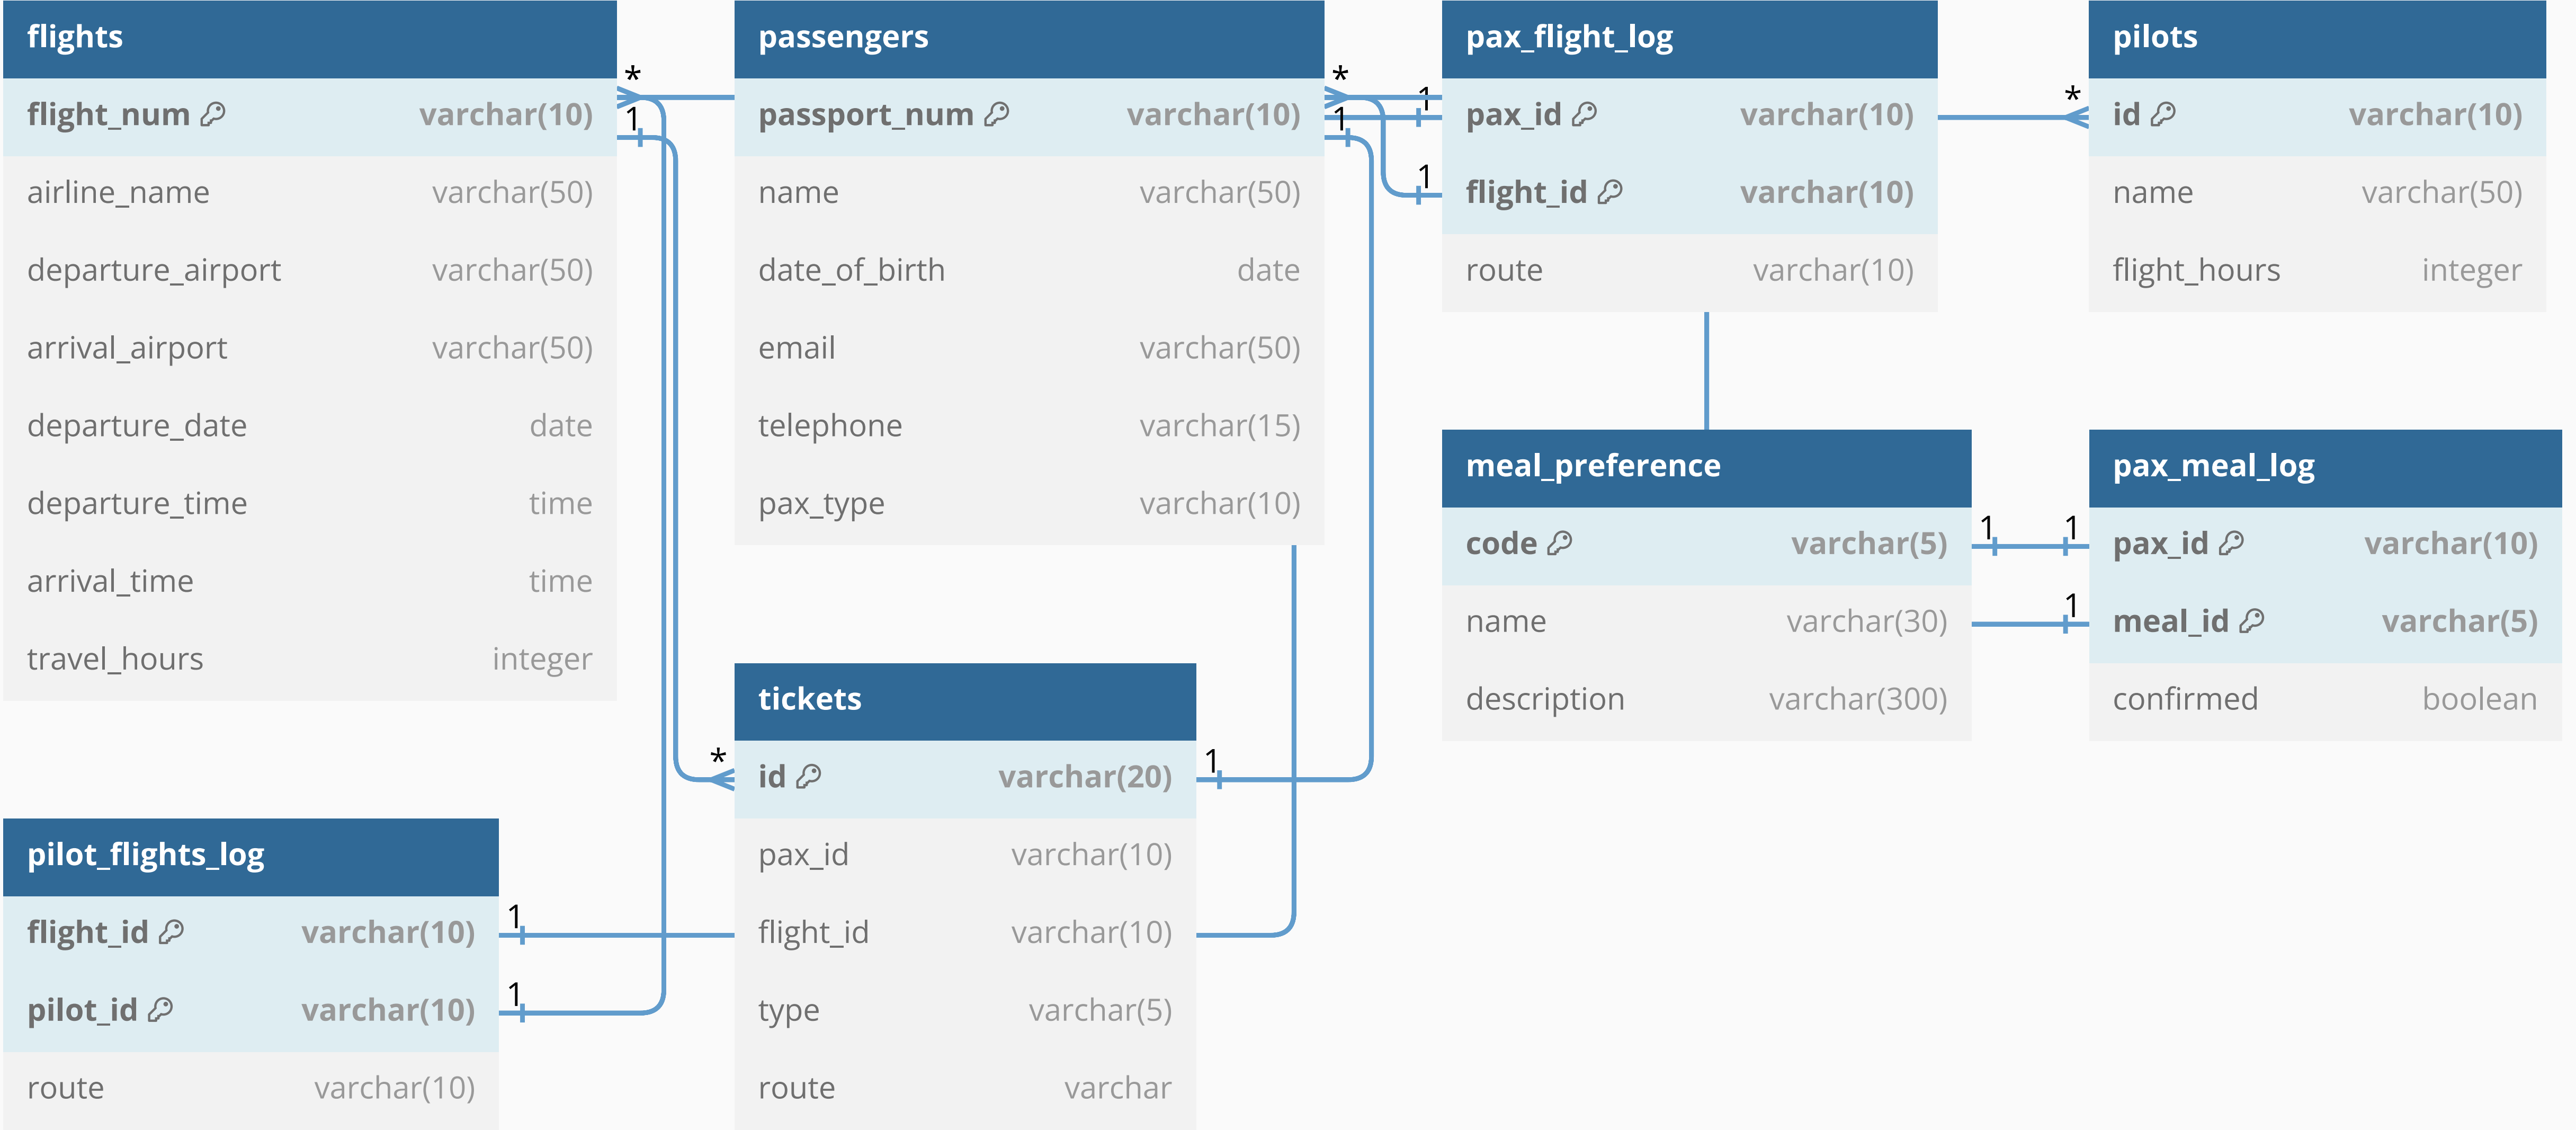 flights
flight_num varchar(10)
airline_name varchar(50)
departure_airport varchar(50)
arrival_airport varchar(50)
departure_date date
departure_time time
arrival_time time
travel_hours integer
* 1
passengers
passport_num varchar(10)
name varchar(50)
date_of_birth date
email varchar(50)
telephone varchar(15)
pax_type varchar(10)
* 1
1 1
pax_flight_log
pax_id varchar(10)
flight_id varchar(10)
route varchar(10)
*
pilots
id varchar(10)
name varchar(50)
flight_hours integer
meal_preference
code varchar(5)
name varchar(30)
description varchar(300)
1 1
1
pax_meal_log
pax_id varchar(10)
meal_id varchar(5)
confirmed boolean
pilot_flights_log
flight_id varchar(10)
pilot_id varchar(10)
route varchar(10)
1
1
*
tickets
id varchar(20)
pax_id varchar(10)
flight_id varchar(10)
type varchar(5)
route varchar
1